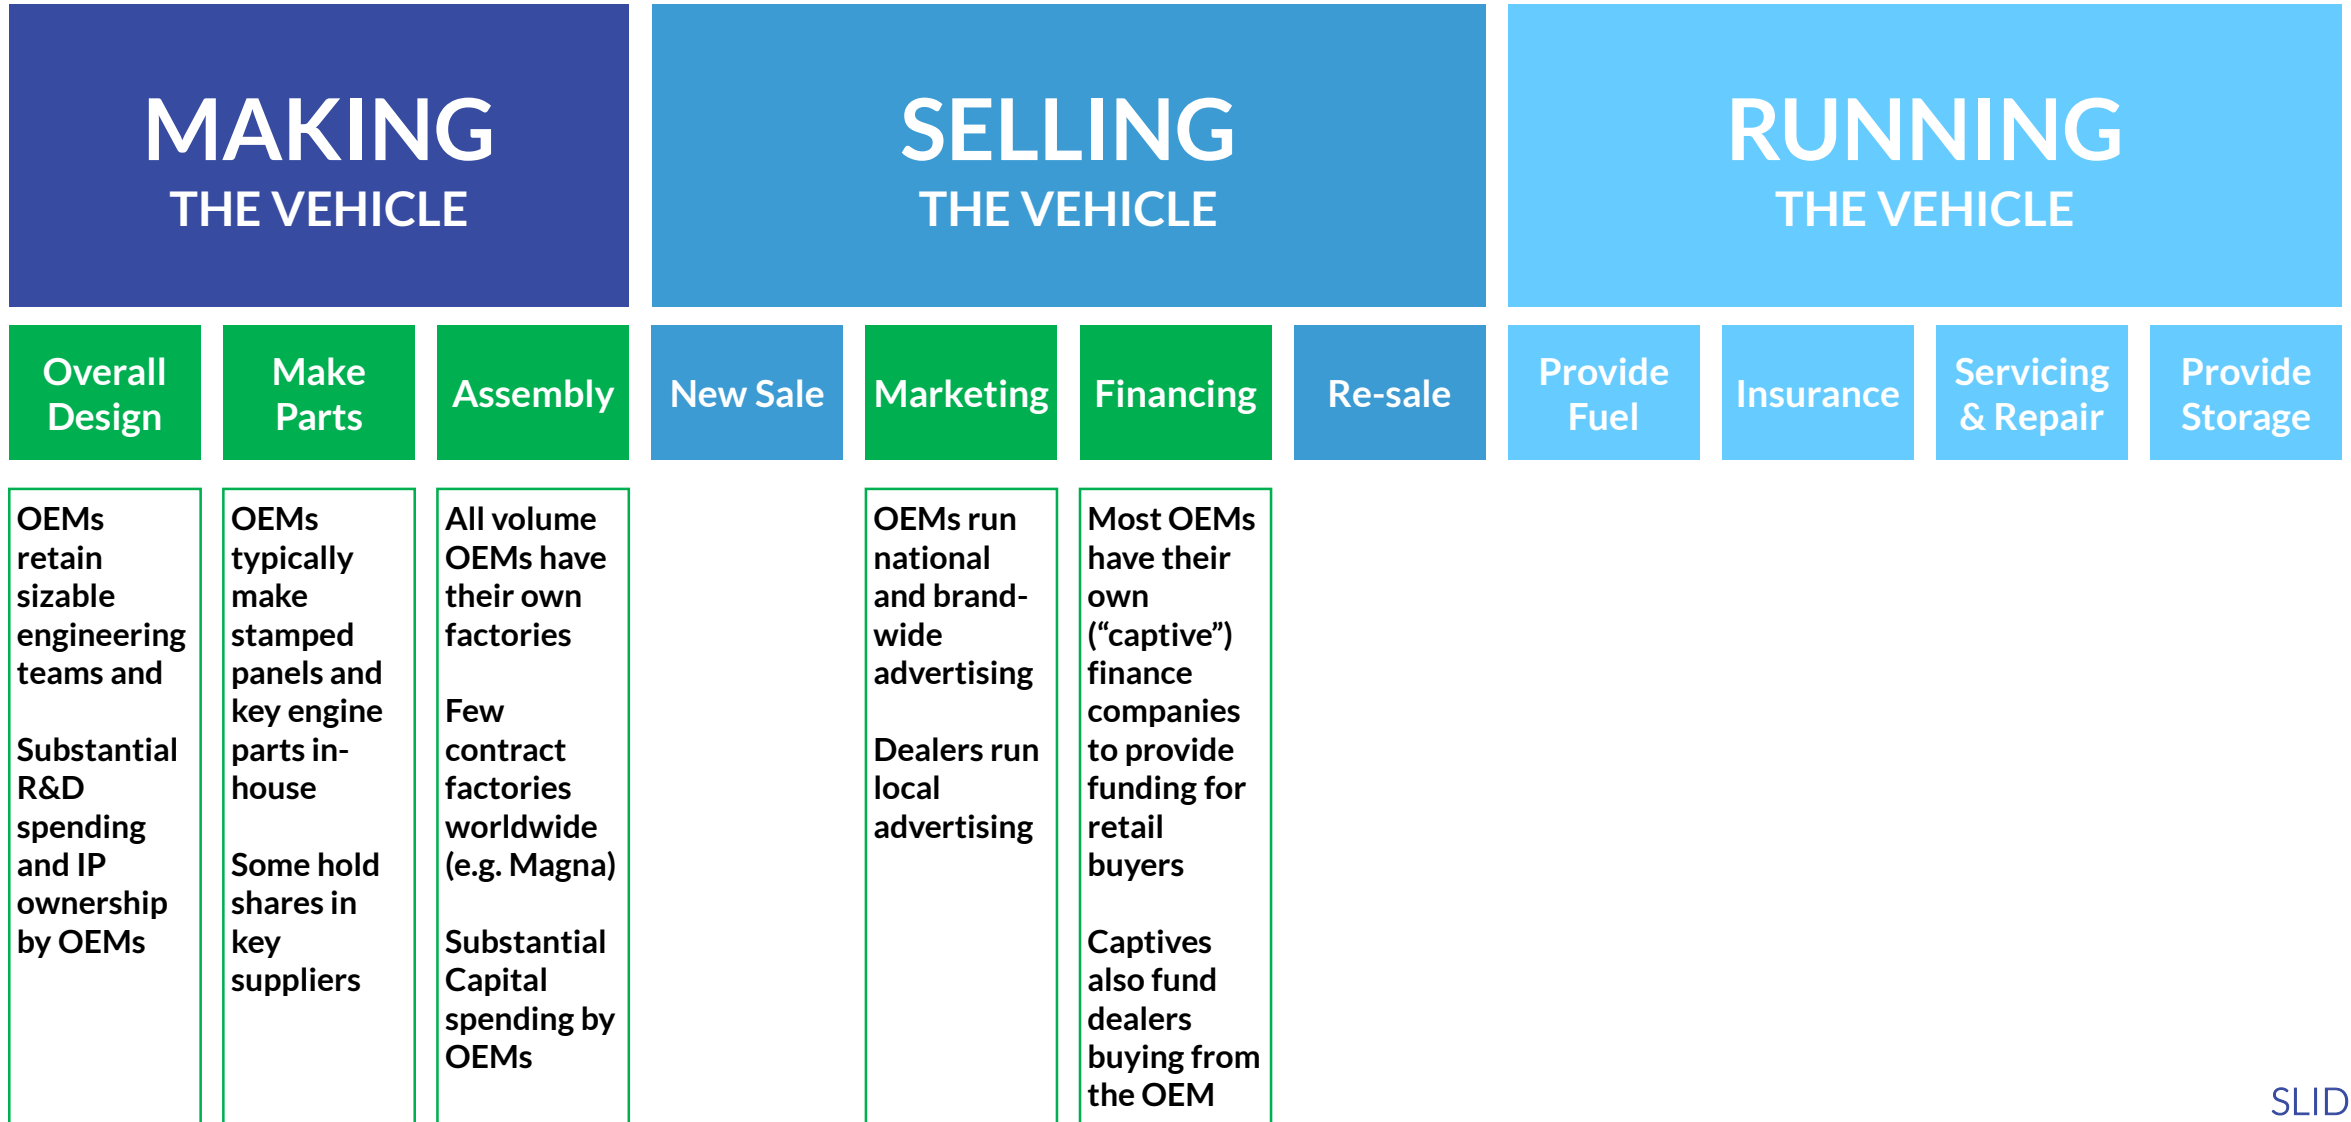 MAKING
THE VEHICLE
SELLING
THE VEHICLE
RUNNING
THE VEHICLE
Overall
Design
Make
Parts
Assembly
New Sale
Marketing
Financing
Re-sale
Provide
Fuel
Insurance
Servicing
& Repair
Provide
Storage
OEMs
retain
sizable
engineering
teams and
Substantial
R&D
spending
and IP
ownership
by OEMs
OEMs
typically
make
stamped
panels and
key engine
parts in-
house
Some hold
shares in
key
suppliers
All volume
OEMs have
their own
factories
Few
contract
factories
worldwide
(e.g. Magna)
Substantial
Capital
spending by
OEMs
OEMs run
national
and brand-
wide
advertising
Dealers run
local
advertising
Most OEMs
have their
own
(“captive”)
finance
companies
to provide
funding for
retail
buyers
Captives
also fund
dealers
buying from
the OEM
SLID